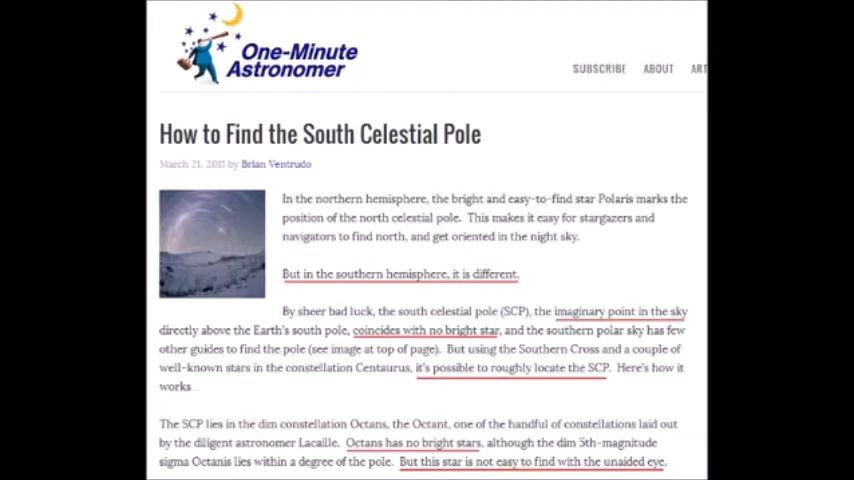 One-Minute
Astronomer
SUBSCRIBE ABOUT ART
How to Find the South Celestial Pole
March 21, 2011 by Brian Ventrudo
In the northern hemisphere, the bright and easy-to-find star Polaris marks the
position of the north celestial pole. This makes it easy for stargazers and
navigators to find north, and get oriented in the night sky.
But in the southern hemisphere, it is different.
By sheer bad luck, the south celestial pole (SCP), the imaginary point in the sky
directly above the Earth's south pole, coincides with no bright star, and the southern polar sky has few
other guides to find the pole (see image at top of page). But using the Southern Cross and a couple of
well-known stars in the constellation Centaurus, it's possible to roughly locate the SCP. Here's how it
works...
The SCP lies in the dim constellation Octans, the Octant, one of the handful of constellations laid out
by the diligent astronomer Lacaille. Octans has no bright stars, although the dim 5th-magnitude
sigma Octanis lies within a degree of the pole. But this star is not easy to find with the unaided eye.